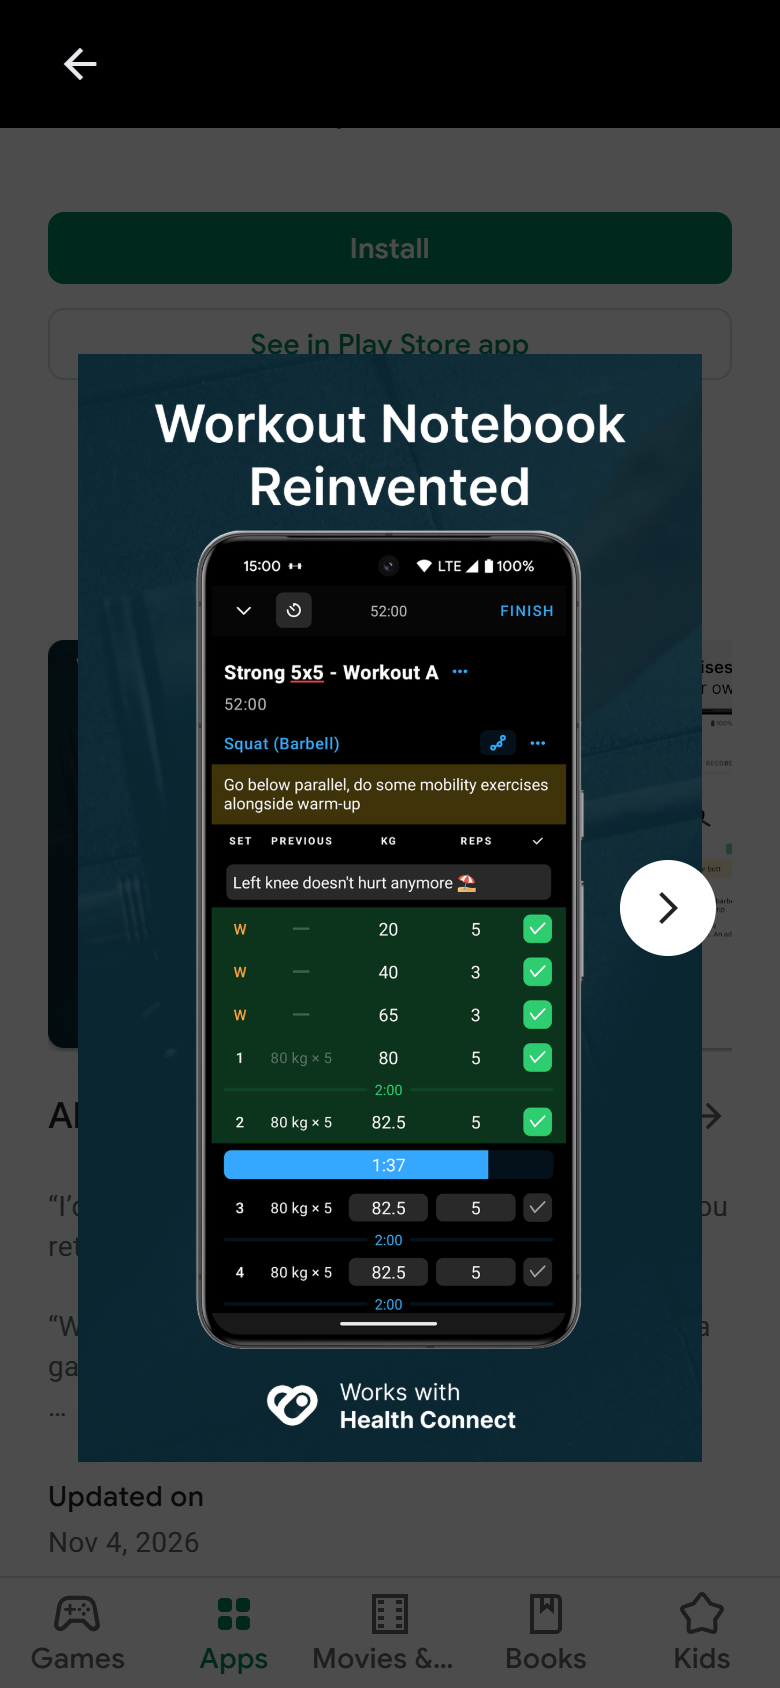 Install
See in Play Store app
Workout Notebook
Reinvented
15:00 LTE 100%
52:00 FINISH
Strong 5x5 - Workout A
52:00
Squat (Barbell)
Go below parallel, do some mobility exercises
alongside warm-up
SET PREVIOUS KG REPS
Left knee doesn't hurt anymore ⛱️
W — 20 5
W — 40 3
W — 65 3
1 80 kg × 5 80 5
2:00
2 80 kg × 5 82.5 5
1:37
3 80 kg × 5 82.5 5
2:00
4 80 kg × 5 82.5 5
2:00
Works with
Health Connect
...
Updated on
Nov 4, 2026
Games Apps Movies &... Books Kids